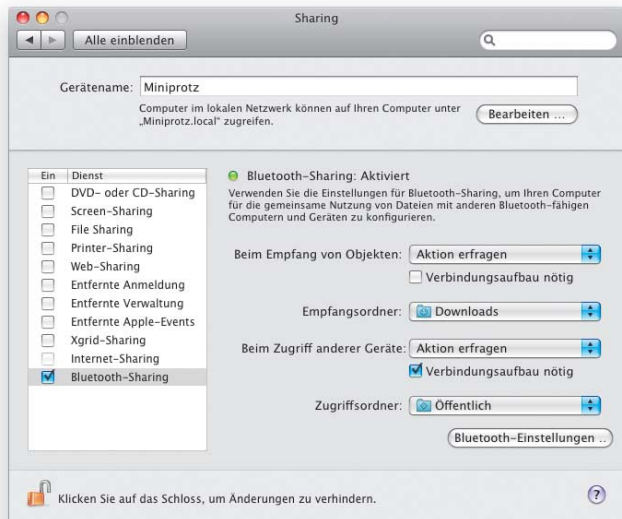 Sharing
Alle einblenden
Gerätename: Miniprotz
Computer im lokalen Netzwerk können auf Ihren Computer unter
„Miniprotz.local“ zugreifen.
Bearbeiten ...
Ein Dienst
DVD- oder CD-Sharing
Screen-Sharing
File Sharing
Printer-Sharing
Web-Sharing
Entfernte Anmeldung
Entfernte Verwaltung
Entfernte Apple-Events
Xgrid-Sharing
Internet-Sharing
Bluetooth-Sharing
Bluetooth-Sharing: Aktiviert
Verwenden Sie die Einstellungen für Bluetooth-Sharing, um Ihren Computer
für die gemeinsame Nutzung von Dateien mit anderen Bluetooth-fähigen
Computern und Geräten zu konfigurieren.
Beim Empfang von Objekten: Aktion erfragen
Verbindungsaufbau nötig
Empfangsordner: Downloads
Beim Zugriff anderer Geräte: Aktion erfragen
Verbindungsaufbau nötig
Zugriffsordner: Öffentlich
Bluetooth-Einstellungen ..
Klicken Sie auf das Schloss, um Änderungen zu verhindern.
?